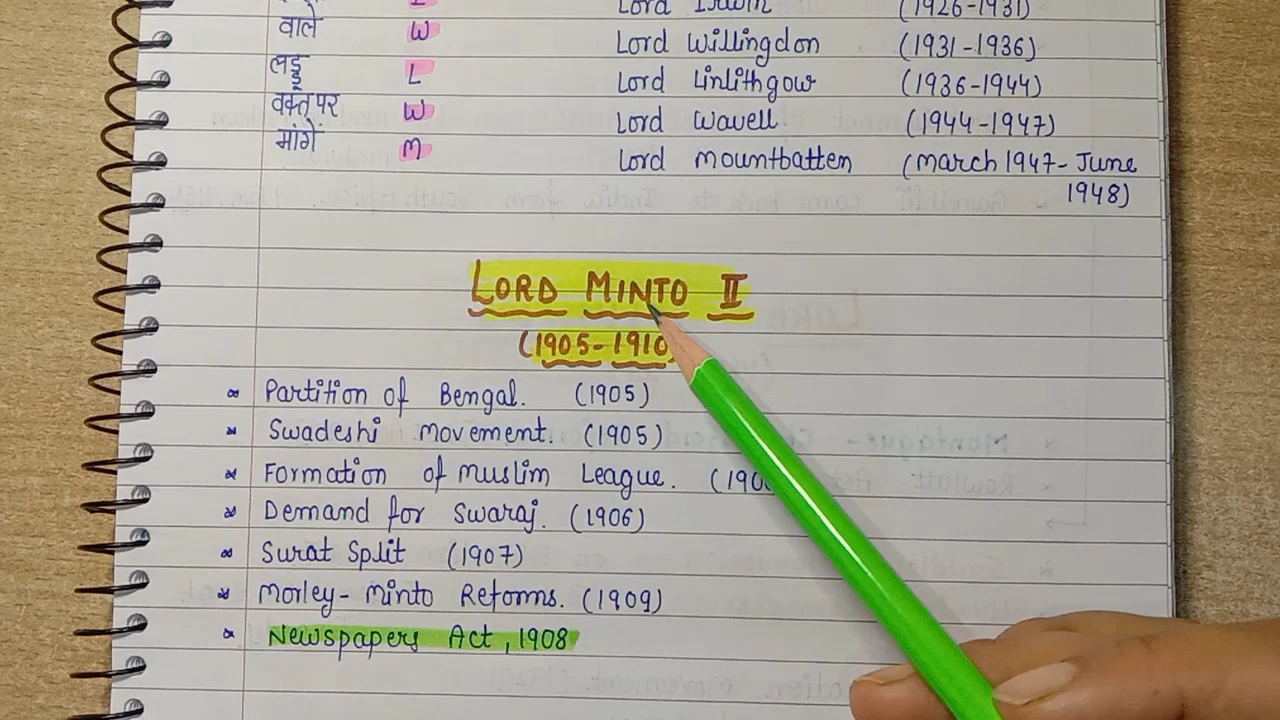 Lord Irwin (1926-1931)
वाले W Lord Willingdon (1931-1936)
लड्डू L Lord Linlithgow (1936-1944)
वक्त पर W Lord Wavell (1944-1947)
मांगें M Lord Mountbatten (March 1947- June 1948)
LORD MINTO II
(1905-1910)
Partition of Bengal. (1905)
Swadeshi Movement. (1905)
Formation of Muslim League. (190
Demand for Swaraj. (1906)
Surat Split (1907)
Morley-Minto Reforms. (1909)
Newspapers Act, 1908